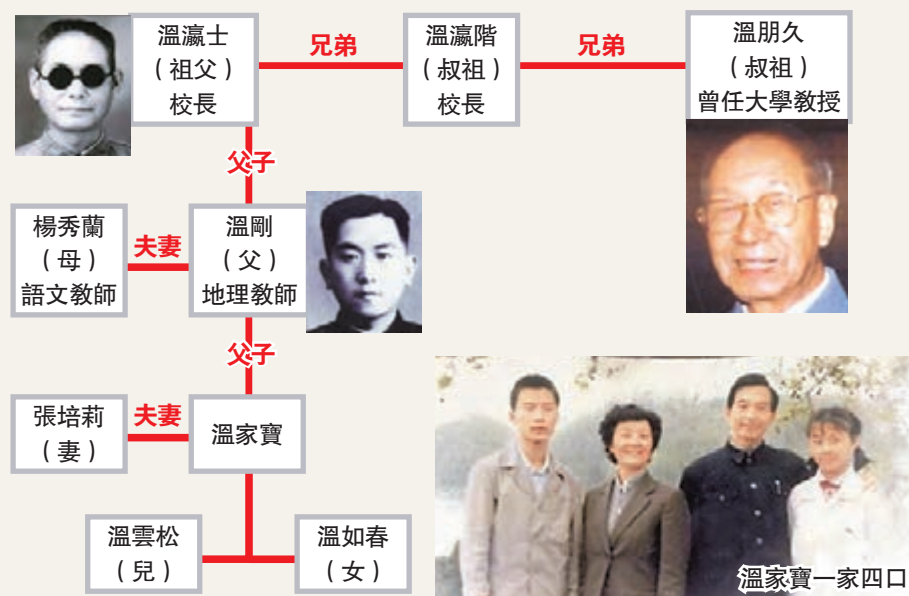 溫瀛士
（祖父）
校長
兄弟
溫瀛階
（叔祖）
校長
兄弟
溫朋久
（叔祖）
曾任大學教授
父子
楊秀蘭
（母）
語文教師
夫妻
溫剛
（父）
地理教師
父子
張培莉
（妻）
夫妻
溫家寶
溫雲松
（兒）
溫如春
（女）
溫家寶一家四口